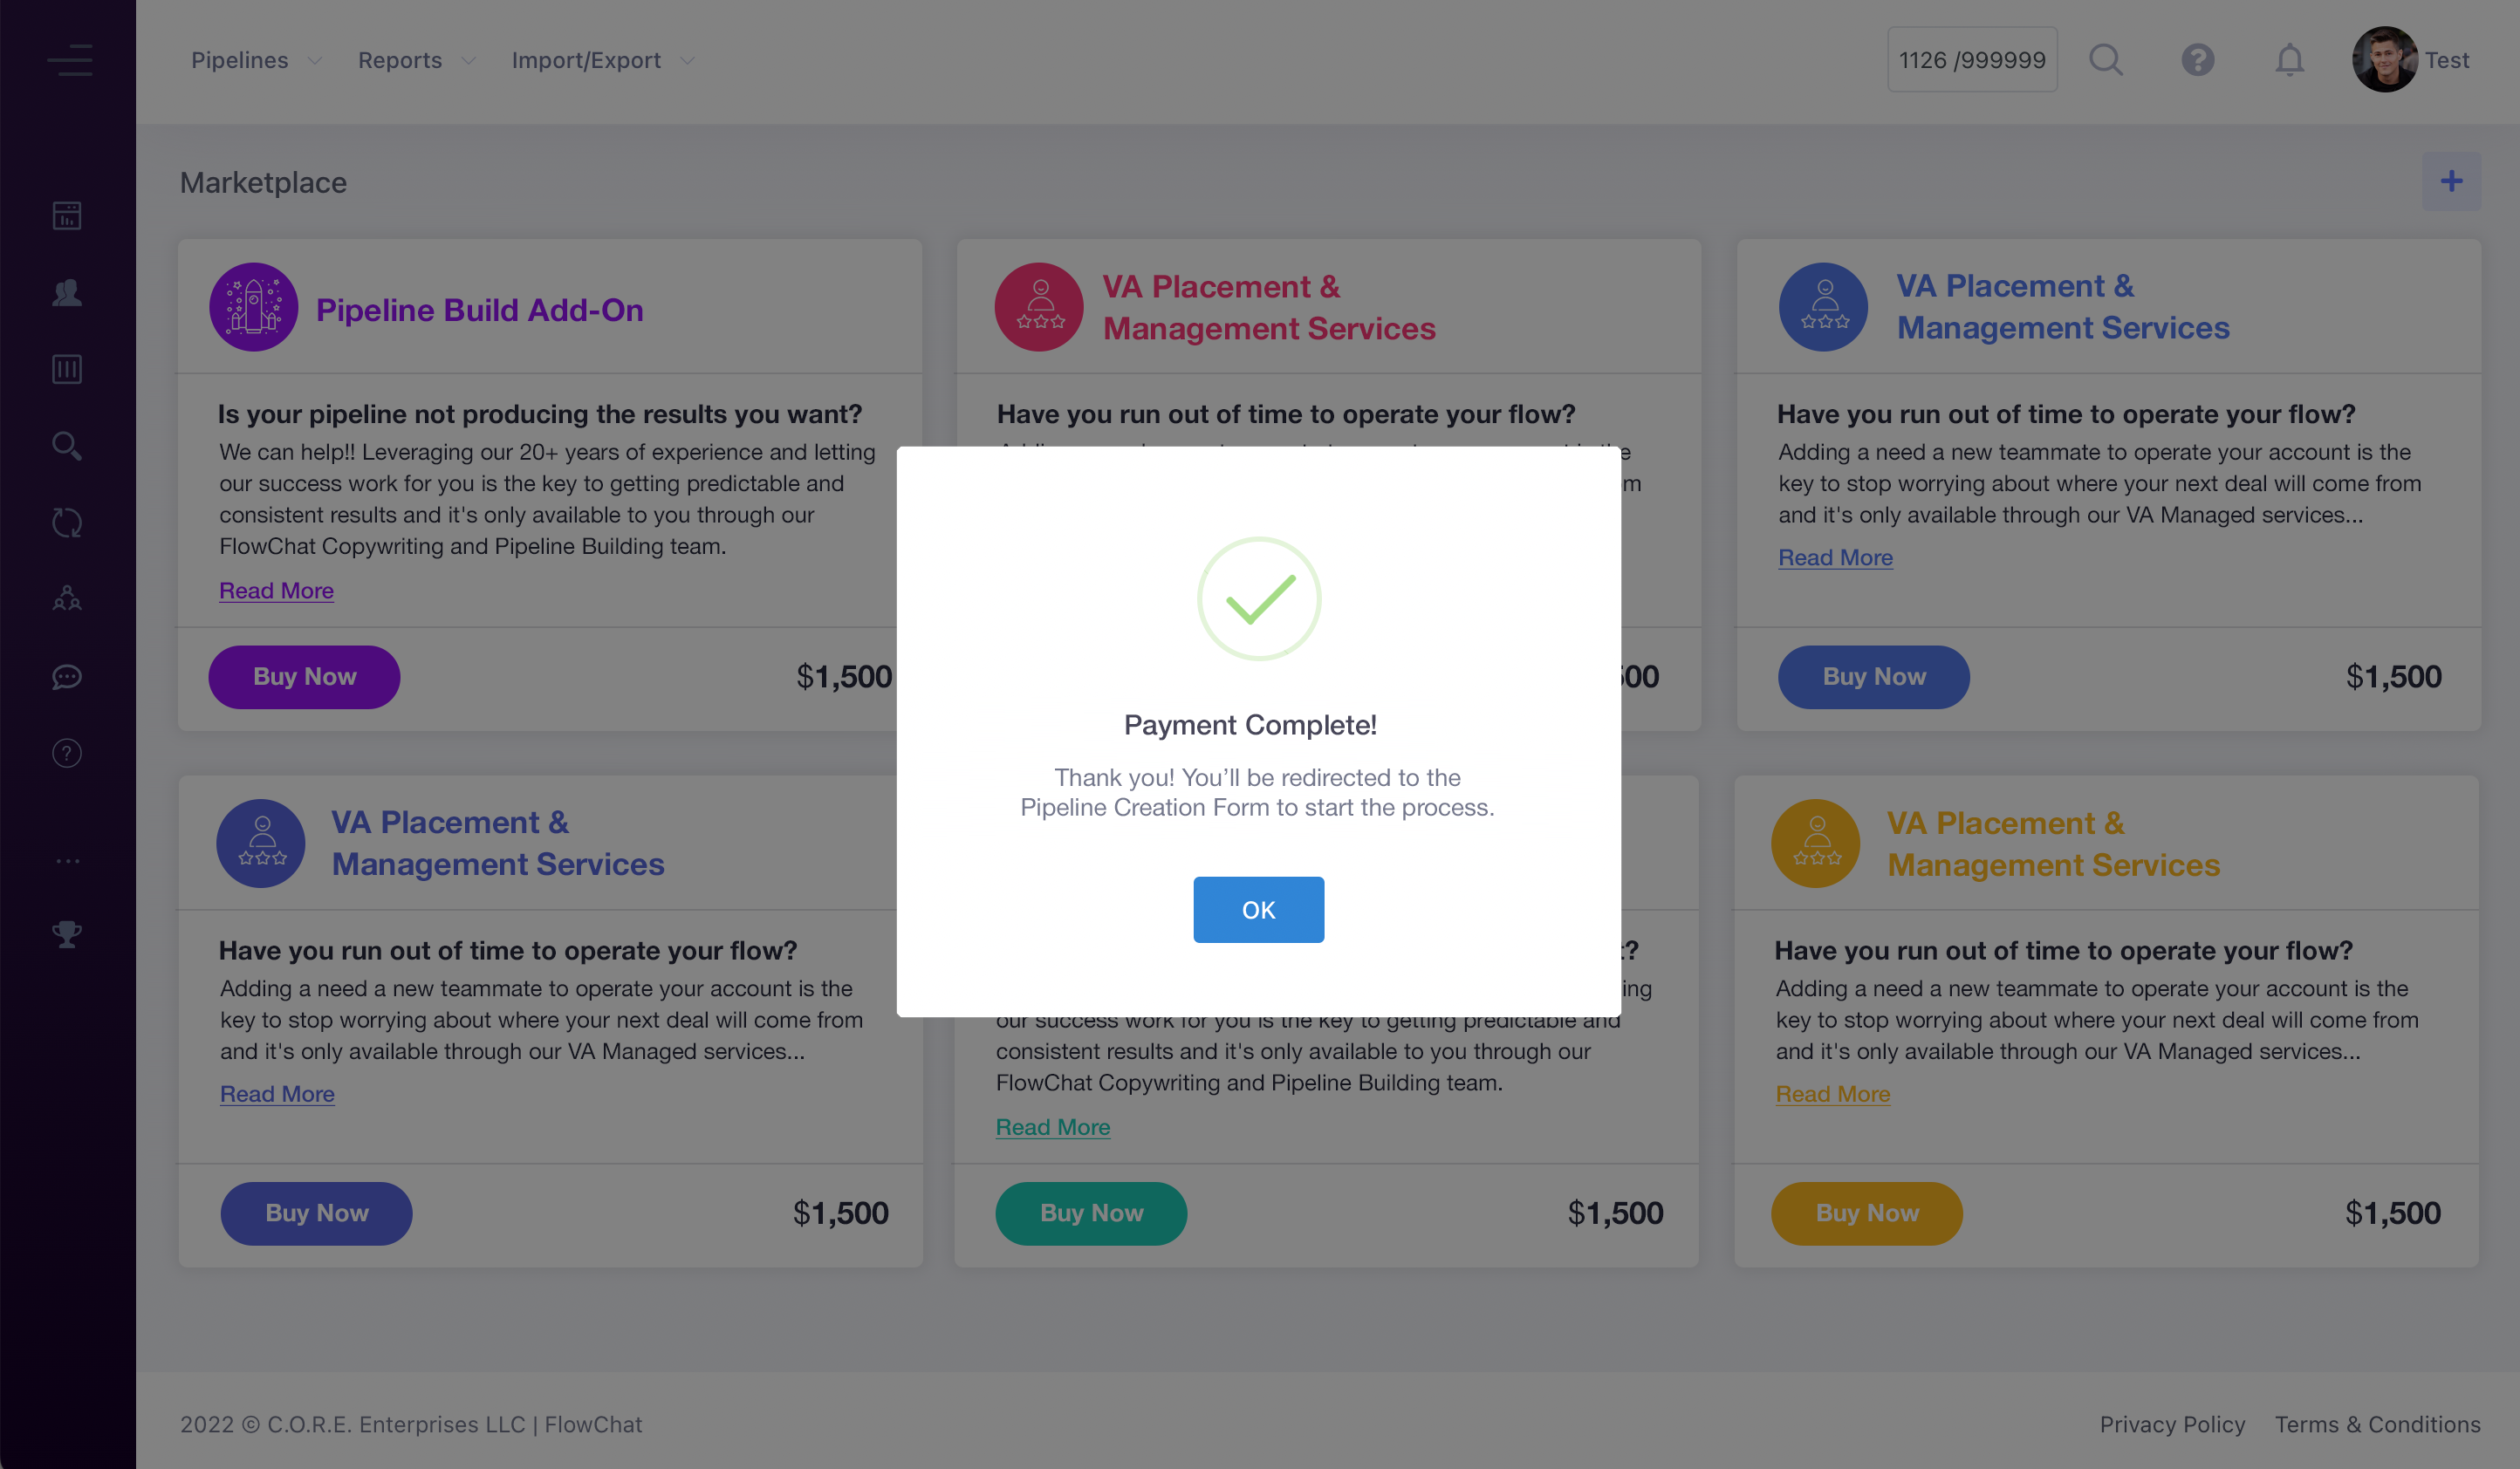 Pipelines
Reports
Import/Export
1126 /999999
Test
Marketplace
Pipeline Build Add-On
Is your pipeline not producing the results you want?
We can help!! Leveraging our 20+ years of experience and letting
our success work for you is the key to getting predictable and
consistent results and it's only available to you through our
FlowChat Copywriting and Pipeline Building team.
Read More
Buy Now
$1,500
VA Placement &
Management Services
Have you run out of time to operate your flow?
VA Placement &
Management Services
Have you run out of time to operate your flow?
Adding a need a new teammate to operate your account is the
key to stop worrying about where your next deal will come from
and it's only available through our VA Managed services...
Read More
Buy Now
$1,500
Payment Complete!
Thank you! You’ll be redirected to the
Pipeline Creation Form to start the process.
OK
VA Placement &
Management Services
Have you run out of time to operate your flow?
Adding a need a new teammate to operate your account is the
key to stop worrying about where your next deal will come from
and it's only available through our VA Managed services...
Read More
Buy Now
$1,500
our success work for you is the key to getting predictable and
consistent results and it's only available to you through our
FlowChat Copywriting and Pipeline Building team.
Read More
Buy Now
$1,500
VA Placement &
Management Services
Have you run out of time to operate your flow?
Adding a need a new teammate to operate your account is the
key to stop worrying about where your next deal will come from
and it's only available through our VA Managed services...
Read More
Buy Now
$1,500
2022 © C.O.R.E. Enterprises LLC | FlowChat
Privacy Policy
Terms & Conditions